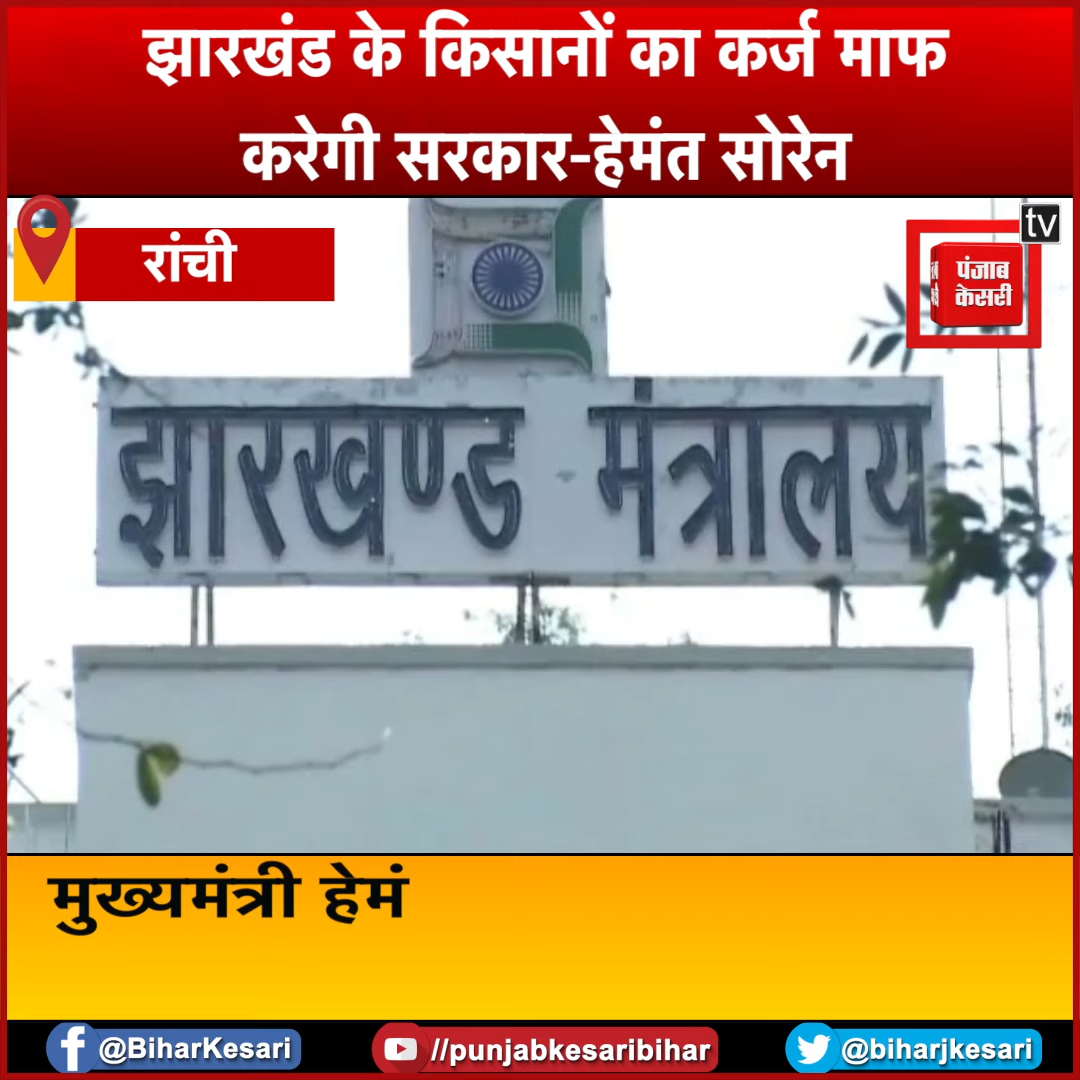 झारखंड के किसानों का कर्ज माफ
करेगी सरकार-हेमंत सोरेन
रांची
tv
पंजाब
केसरी
झारखण्ड मंत्रालय
मुख्यमंत्री हेमं
@BiharKesari
//punjabkesaribihar
@biharjkesari